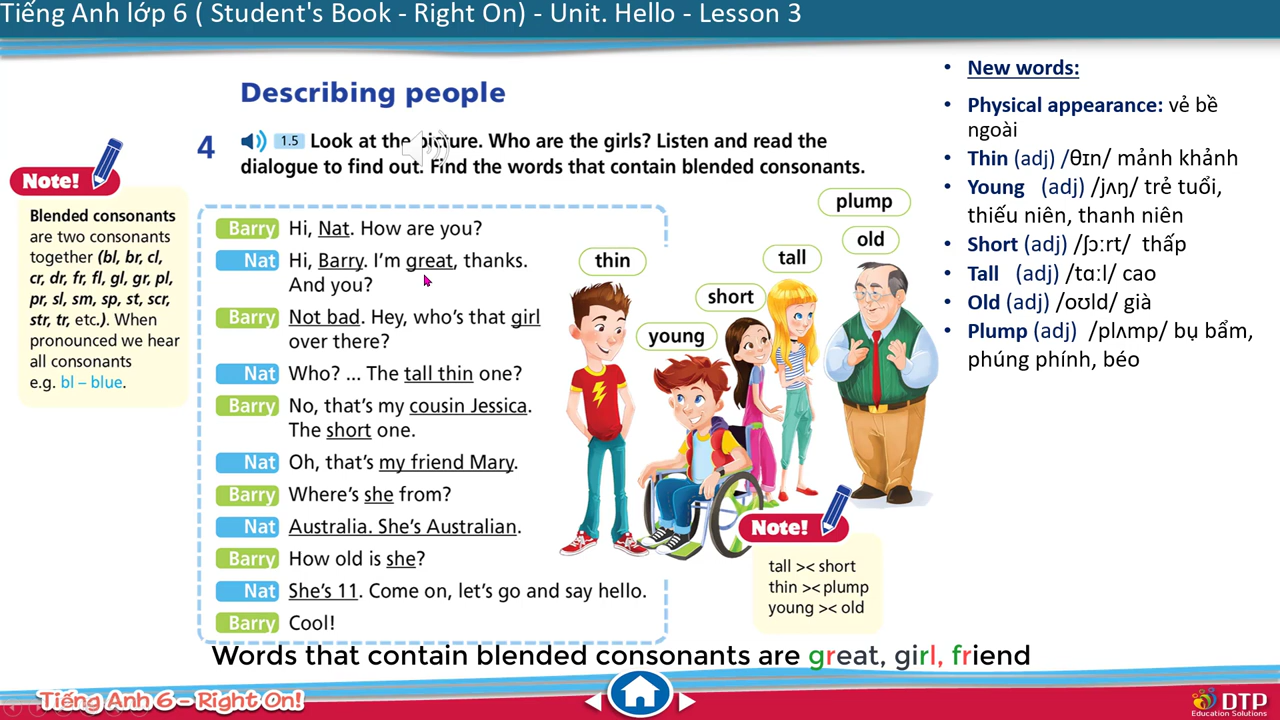 Tiếng Anh lớp 6 ( Student's Book - Right On) - Unit. Hello - Lesson 3
Describing people
4 1.5 Look at the picture. Who are the girls? Listen and read the
dialogue to find out. Find the words that contain blended consonants.
Note!
Blended consonants
are two consonants
together (bl, br, cl,
cr, dr, fr, fl, gl, gr, pl,
pr, sl, sm, sp, st, scr,
str, tr, etc.). When
pronounced we hear
all consonants
e.g. bl – blue.
Barry Hi, Nat. How are you?
Nat Hi, Barry. I'm great, thanks.
And you?
Barry Not bad. Hey, who's that girl
over there?
Nat Who? ... The tall thin one?
Barry No, that's my cousin Jessica.
The short one.
Nat Oh, that's my friend Mary.
Barry Where's she from?
Nat Australia. She's Australian.
Barry How old is she?
Nat She's 11. Come on, let's go and say hello.
Barry Cool!
thin
young
short
tall
plump
old
Note!
tall >< short
thin >< plump
young >< old
• New words:
• Physical appearance: vẻ bề
ngoài
• Thin (adj) /θɪn/ mảnh khảnh
• Young (adj) /jʌŋ/ trẻ tuổi,
thiếu niên, thanh niên
• Short (adj) /ʃɔːrt/ thấp
• Tall (adj) /tɑːl/ cao
• Old (adj) /oʊld/ già
• Plump (adj) /plʌmp/ bụ bẩm,
phúng phính, béo
Words that contain blended consonants are great, girl, friend
Tiếng Anh 6 – Right On!
DTP
Education Solutions